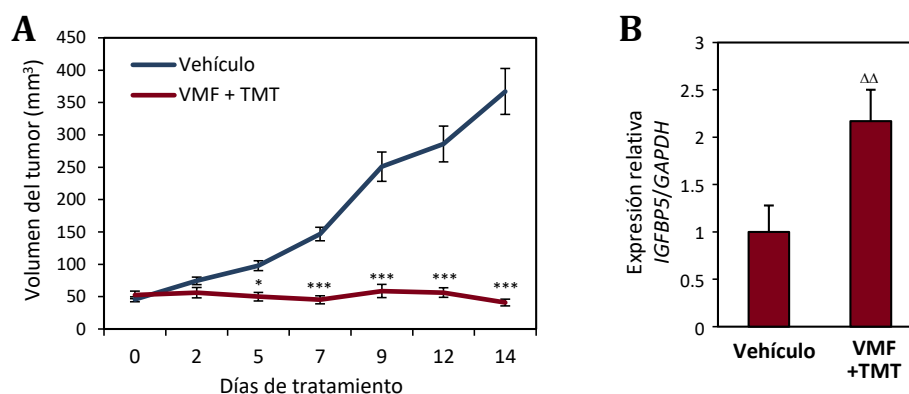 A
Volumen del tumor (mm³)
450
400
350
300
250
200
150
100
50
0
Vehículo
VMF + TMT
*
***
***
***
***
0 2 5 7 9 12 14
Días de tratamiento
B
Expresión relativa
IGFBP5/GAPDH
3
2.5
2
1.5
1
0.5
0
ΔΔ
Vehículo
VMF
+TMT